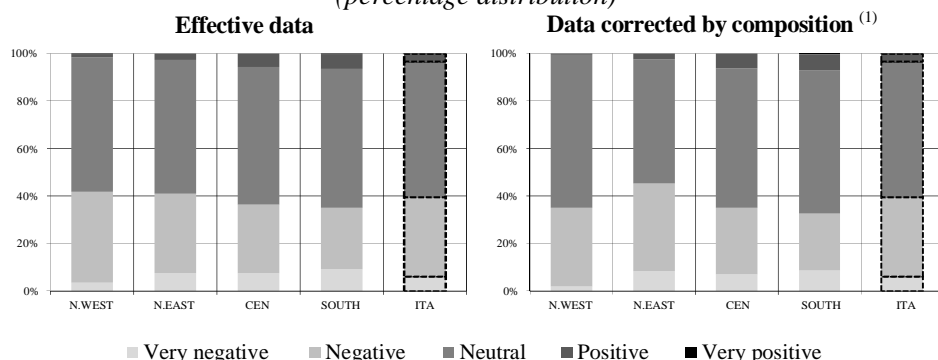 (percentage distribution)
Effective data
Data corrected by composition (1)
100%
80%
60%
40%
20%
0%
N.WEST N.EAST CEN SOUTH ITA
100%
80%
60%
40%
20%
0%
N.WEST N.EAST CEN SOUTH ITA
Very negative Negative Neutral Positive Very positive